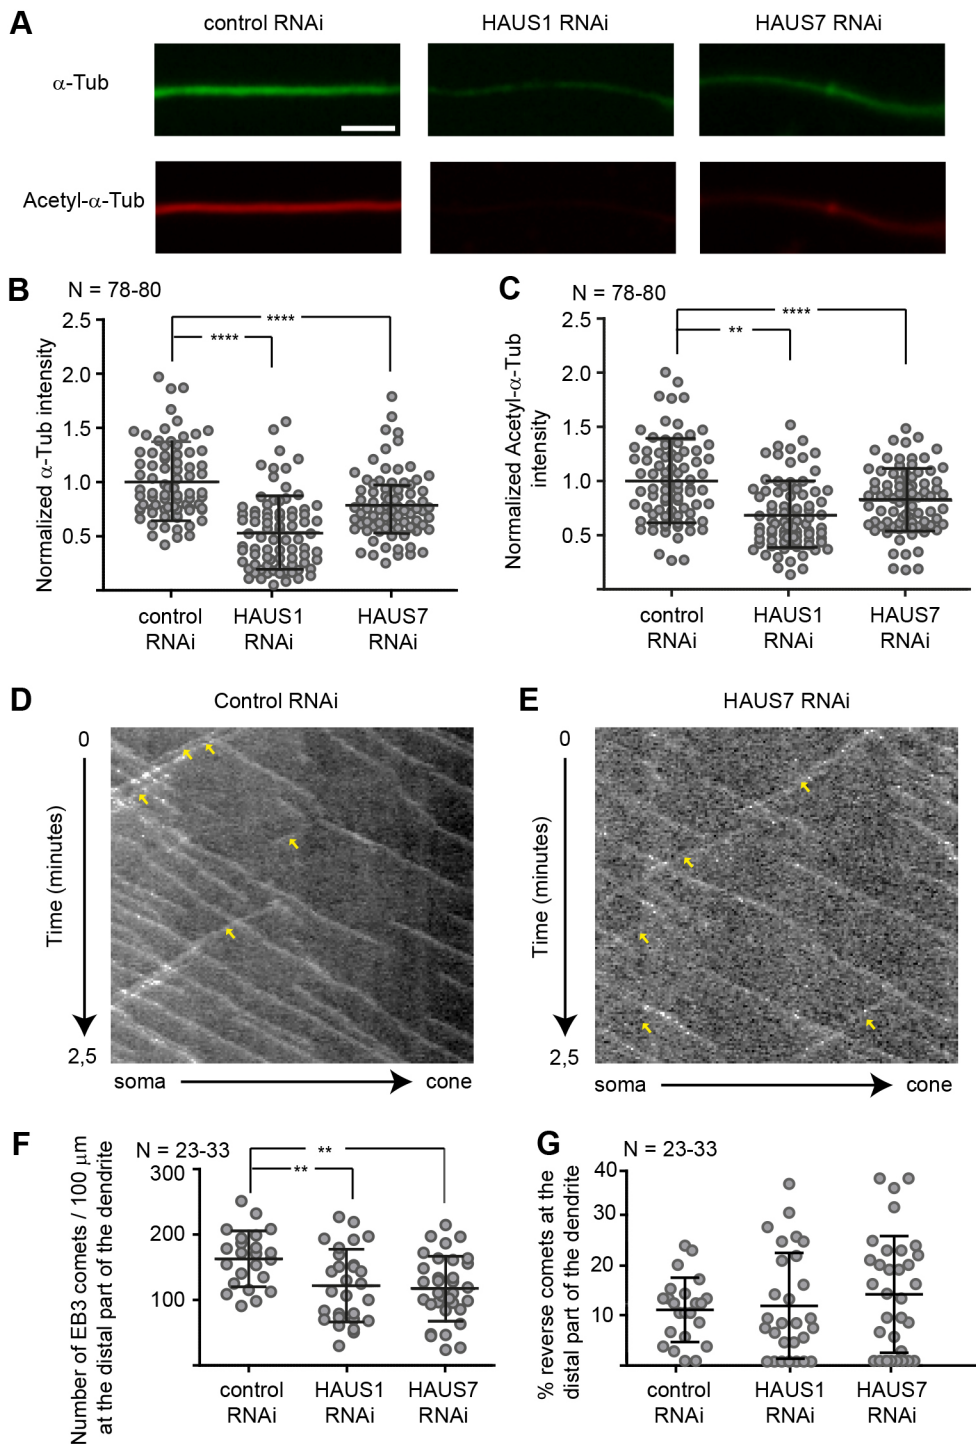 A
control RNAi
HAUS1 RNAi
HAUS7 RNAi
α-Tub
Acetyl-α-Tub
B
N = 78-80
Normalized α-Tub intensity
2.5
2.0
1.5
1.0
0.5
****
****
control
RNAi
HAUS1
RNAi
HAUS7
RNAi
C
N = 78-80
Normalized Acetyl-α-Tub
intensity
2.5
2.0
1.5
1.0
0.5
****
**
control
RNAi
HAUS1
RNAi
HAUS7
RNAi
D
Control RNAi
0
Time (minutes)
2,5
soma
cone
E
HAUS7 RNAi
0
Time (minutes)
2,5
soma
cone
F
N = 23-33
Number of EB3 comets / 100 μm
at the distal part of the dendrite
300
200
100
**
**
control
RNAi
HAUS1
RNAi
HAUS7
RNAi
G
N = 23-33
% reverse comets at the
distal part of the dendrite
40
30
20
10
control
RNAi
HAUS1
RNAi
HAUS7
RNAi